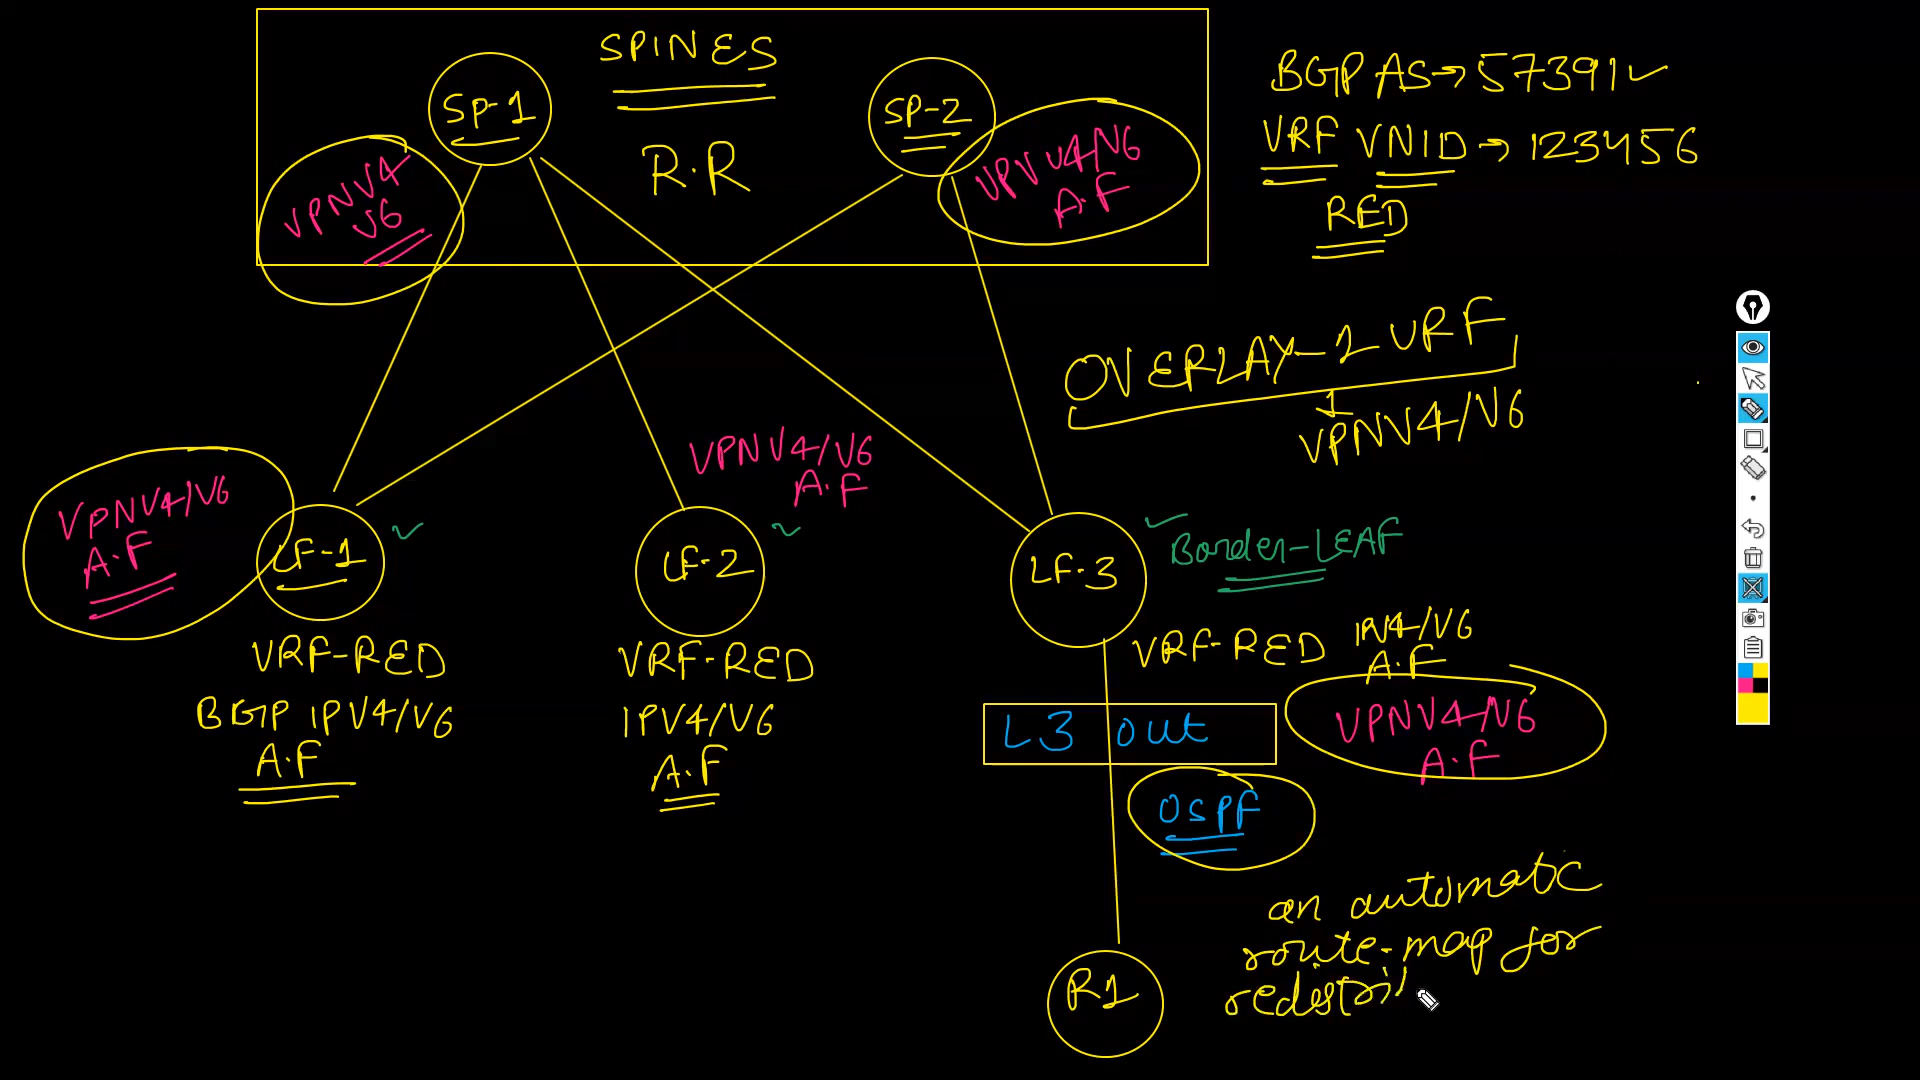 SPINES
SP-1
SP-2
R.R
VPNV4
V6
VPVV4/V6
A.F
BGP AS→57391
VRF VNID→123456
RED
OVERLAY-1 VRF
VPNV4/V6
VPNV4/V6
A.F
LF-1
VPNV4/V6
A.F
LF-2
LF-3
Border-LEAF
VRF-RED
BGP IPV4/V6
A.F
VRF-RED
IPV4/V6
A.F
VRF-RED
IPV4/V6
A.F
VPNV4/V6
A.F
L3 out
OSPF
R1
an automatic
route-map for